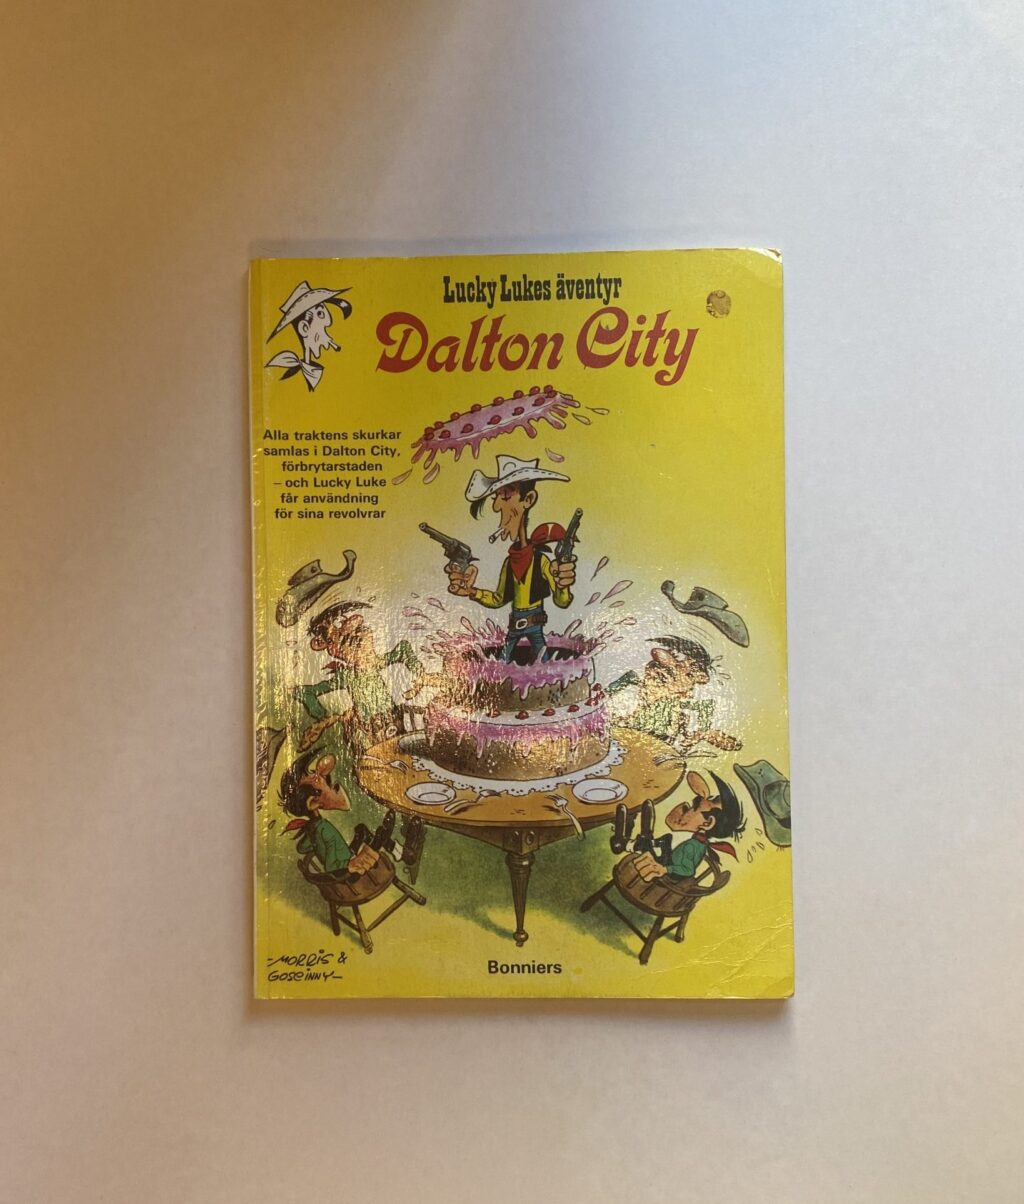 Lucky Lukes äventyr
Dalton City
Alla traktens skurkar
samlas i Dalton City,
förbrytarstaden
– och Lucky Luke
får användning
för sina revolvrar
-MORRIS &
GOSCINNY-
Bonniers